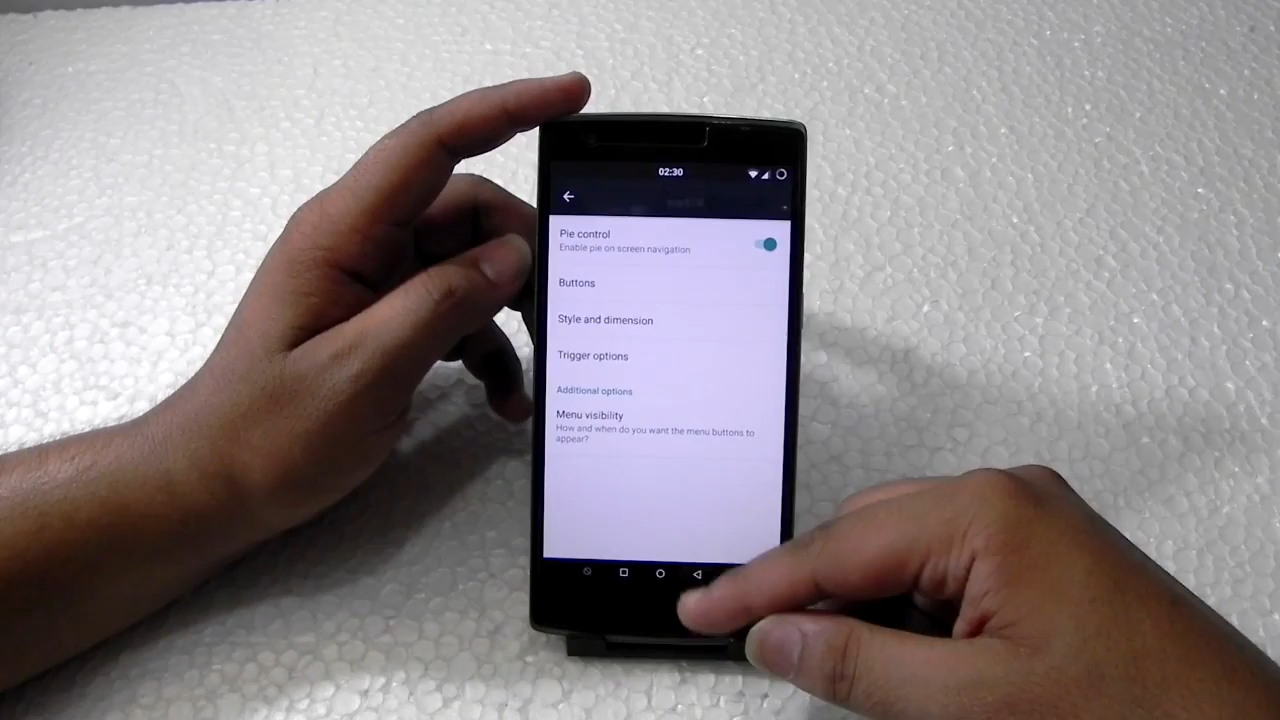 02:30
Pie control
Enable pie on screen navigation
Buttons
Style and dimension
Trigger options
Additional options
Menu visibility
How and when do you want the menu buttons to
appear?